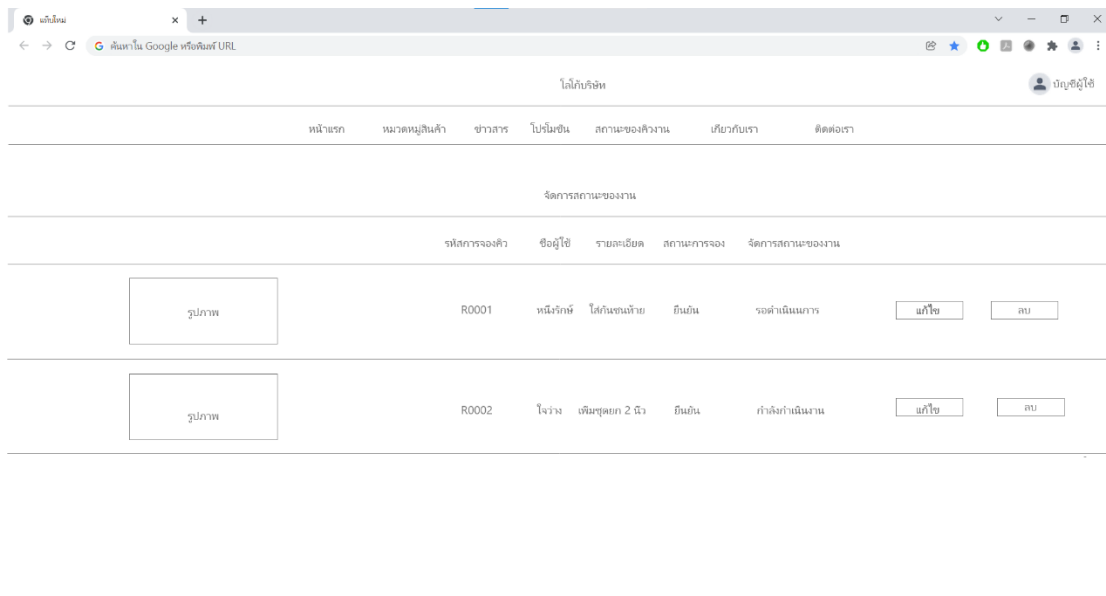 แท็บใหม่
ค้นหาใน Google หรือพิมพ์ URL
โลโก้บริษัท
บัญชีผู้ใช้
หน้าแรก หมวดหมู่สินค้า ข่าวสาร โปรโมชั่น สถานะของคิวงาน เกี่ยวกับเรา ติดต่อเรา
จัดการสถานะของงาน
รหัสการจองคิว ชื่อผู้ใช้ รายละเอียด สถานะการจอง จัดการสถานะของงาน
รูปภาพ R0001 หนึ่งรักษ์ ใส่กันชนท้าย ยืนยัน รอดำเนินนการ แก้ไข ลบ
รูปภาพ R0002 ใจว่าง เพิ่มชุดยก 2 นิ้ว ยืนยัน กำลังกำเนินงาน แก้ไข ลบ